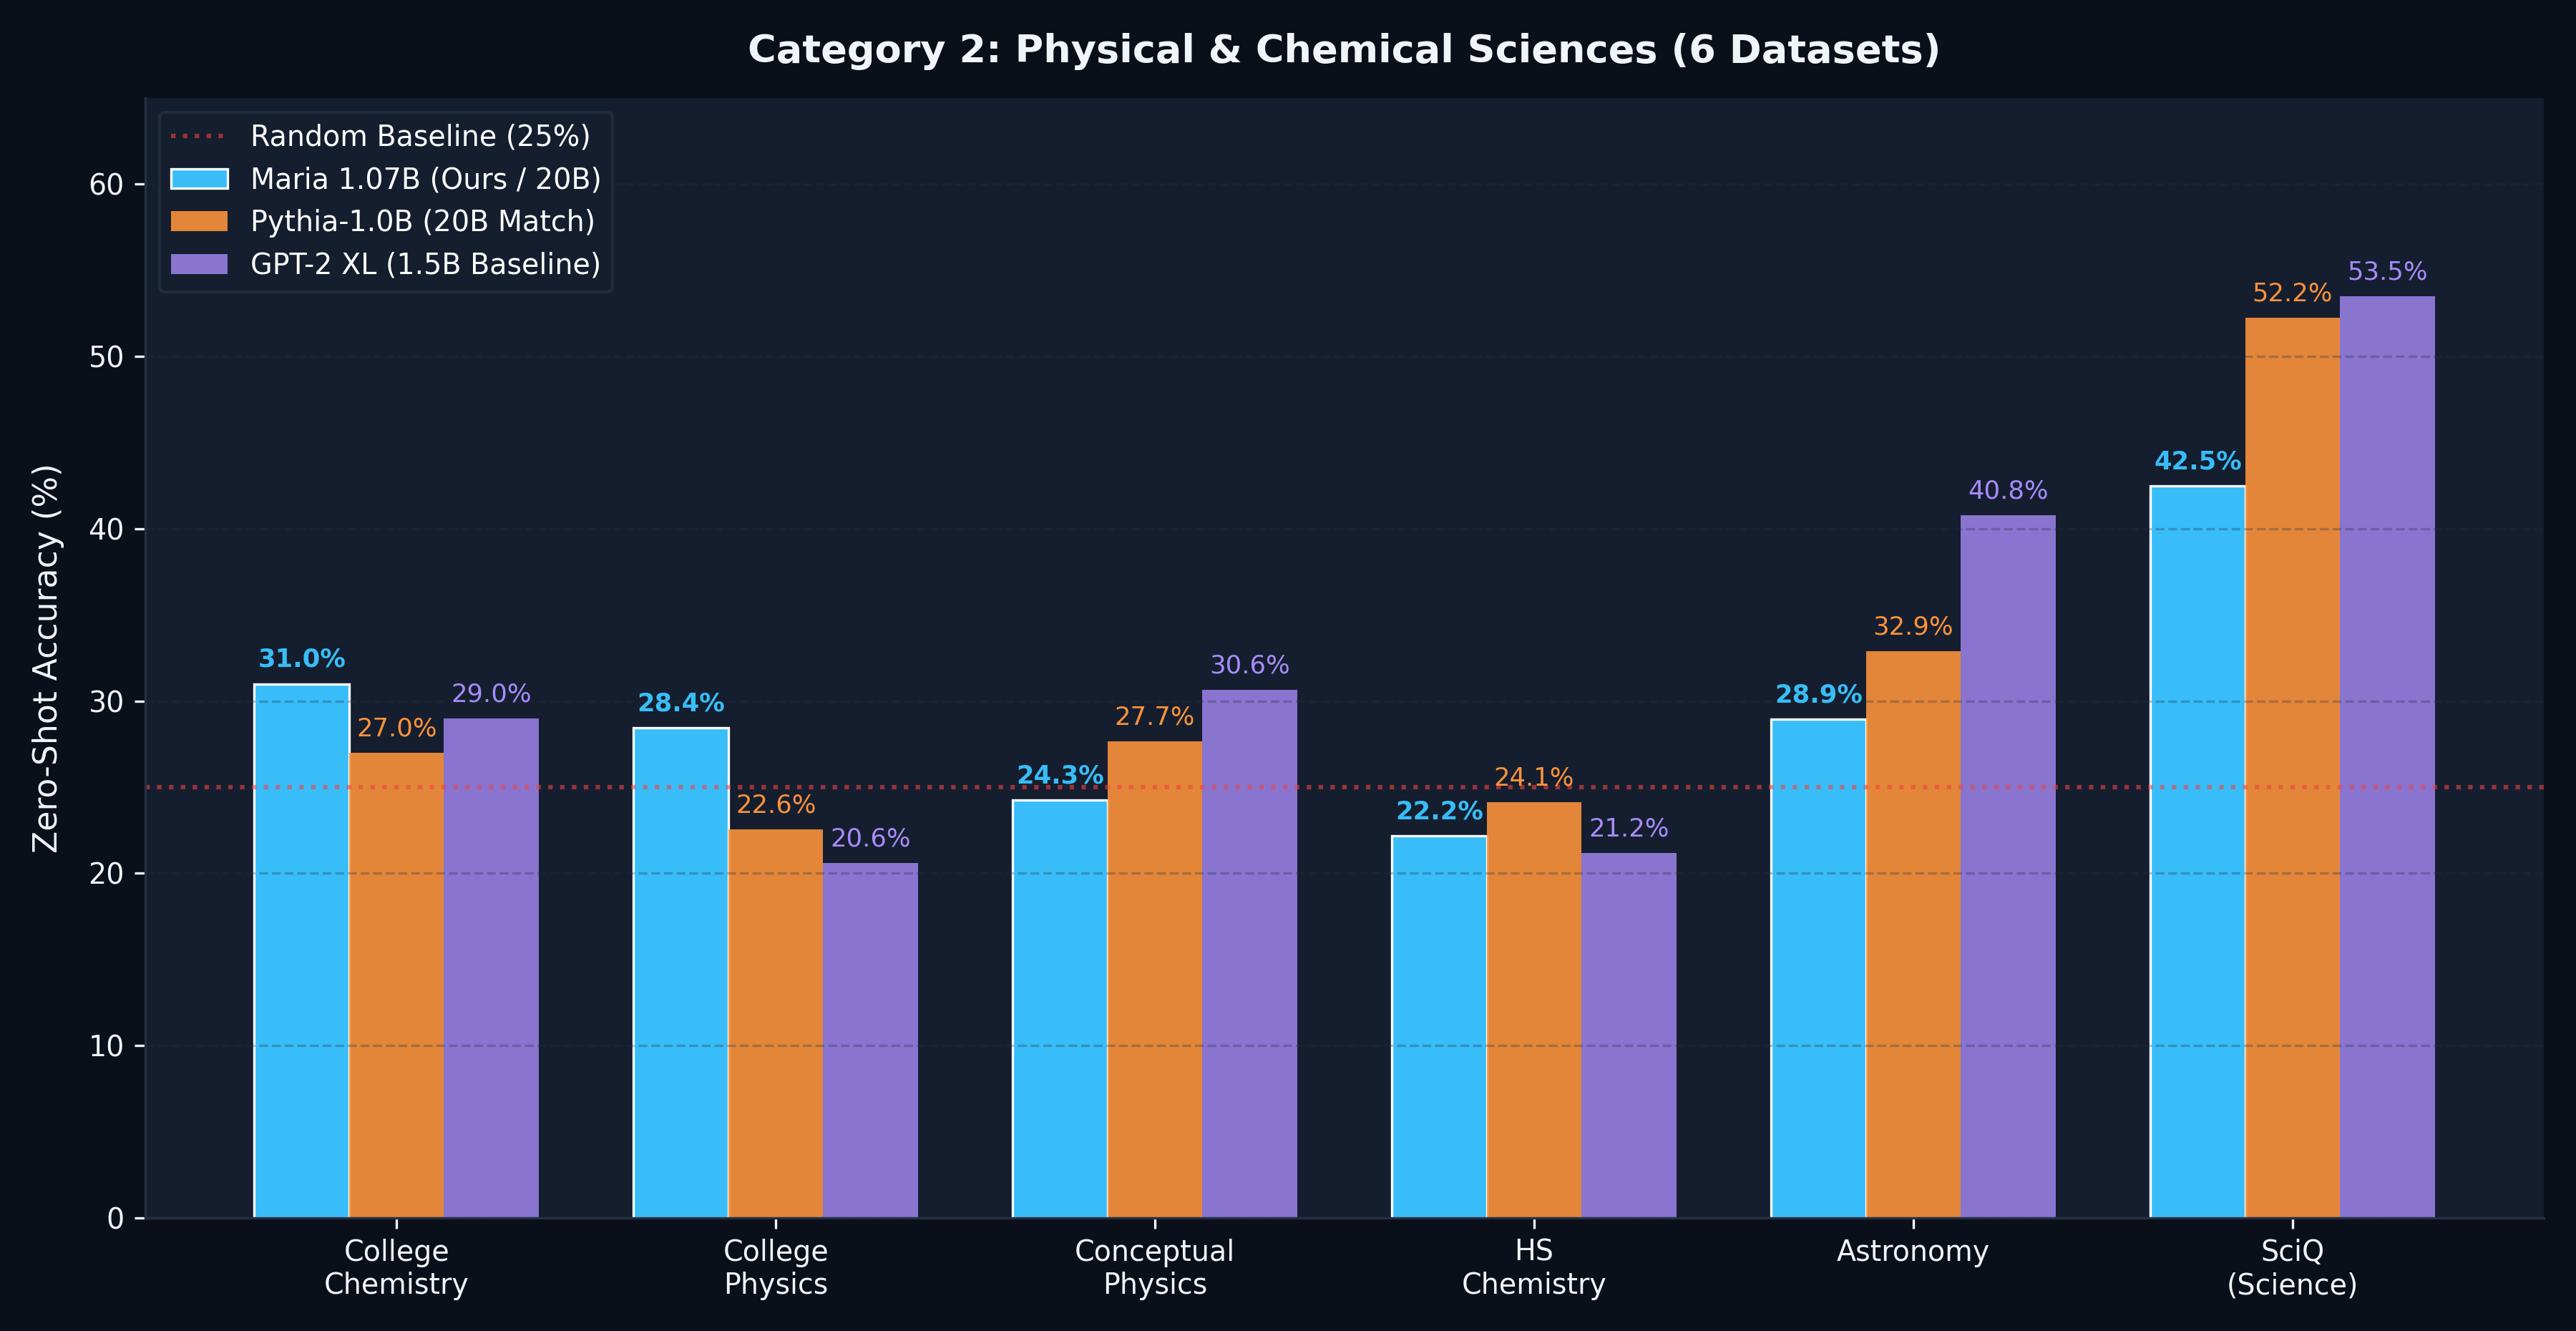 Category 2: Physical & Chemical Sciences (6 Datasets)
Random Baseline (25%)
Maria 1.07B (Ours / 20B)
Pythia-1.0B (20B Match)
GPT-2 XL (1.5B Baseline)
Zero-Shot Accuracy (%)
60
50
40
30
20
10
0
31.0%
27.0%
29.0%
28.4%
22.6%
20.6%
24.3%
27.7%
30.6%
22.2%
24.1%
21.2%
28.9%
32.9%
40.8%
42.5%
52.2%
53.5%
College
Chemistry
College
Physics
Conceptual
Physics
HS
Chemistry
Astronomy
SciQ
(Science)